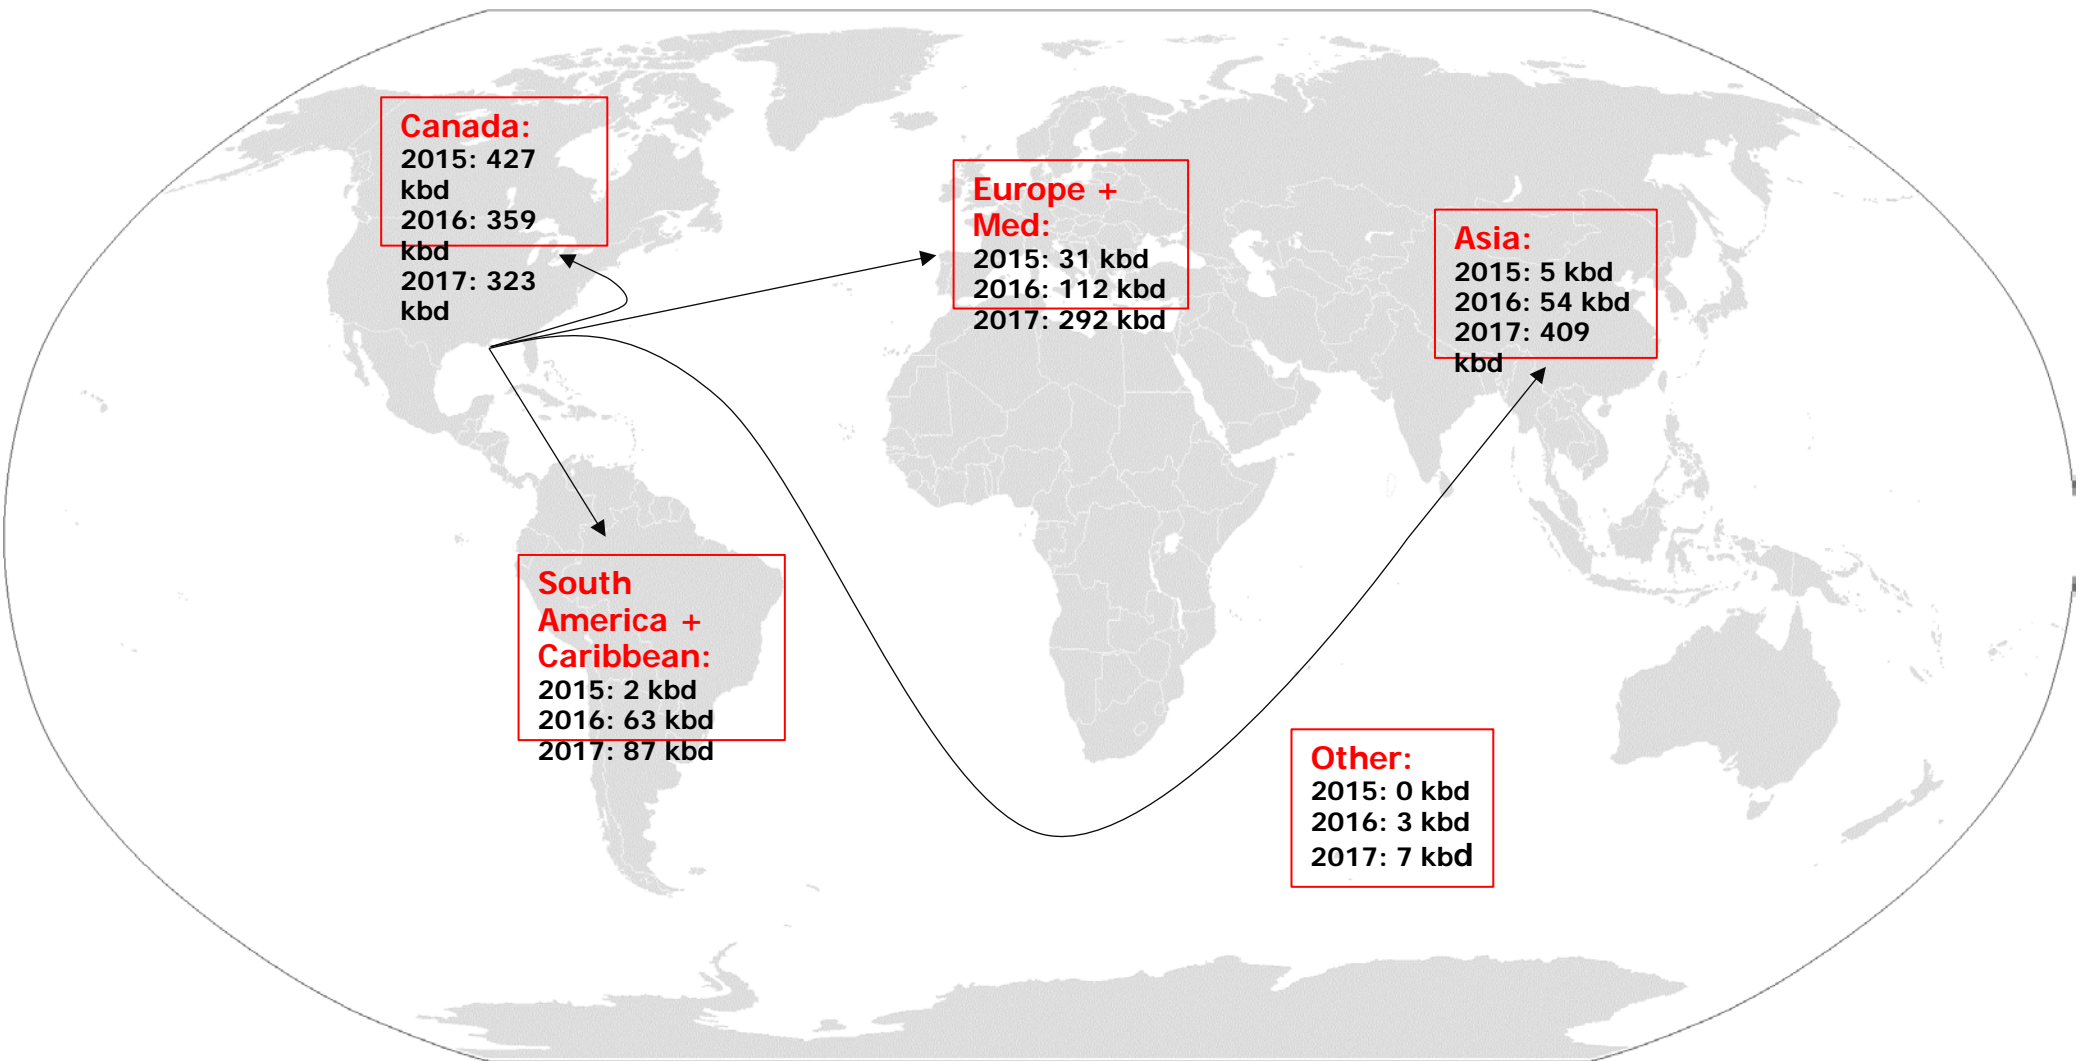 Canada:
2015: 427
kbd
2016: 359
kbd
2017: 323
kbd
Europe +
Med:
2015: 31 kbd
2016: 112 kbd
2017: 292 kbd
Asia:
2015: 5 kbd
2016: 54 kbd
2017: 409
kbd
South
America +
Caribbean:
2015: 2 kbd
2016: 63 kbd
2017: 87 kbd
Other:
2015: 0 kbd
2016: 3 kbd
2017: 7 kbd